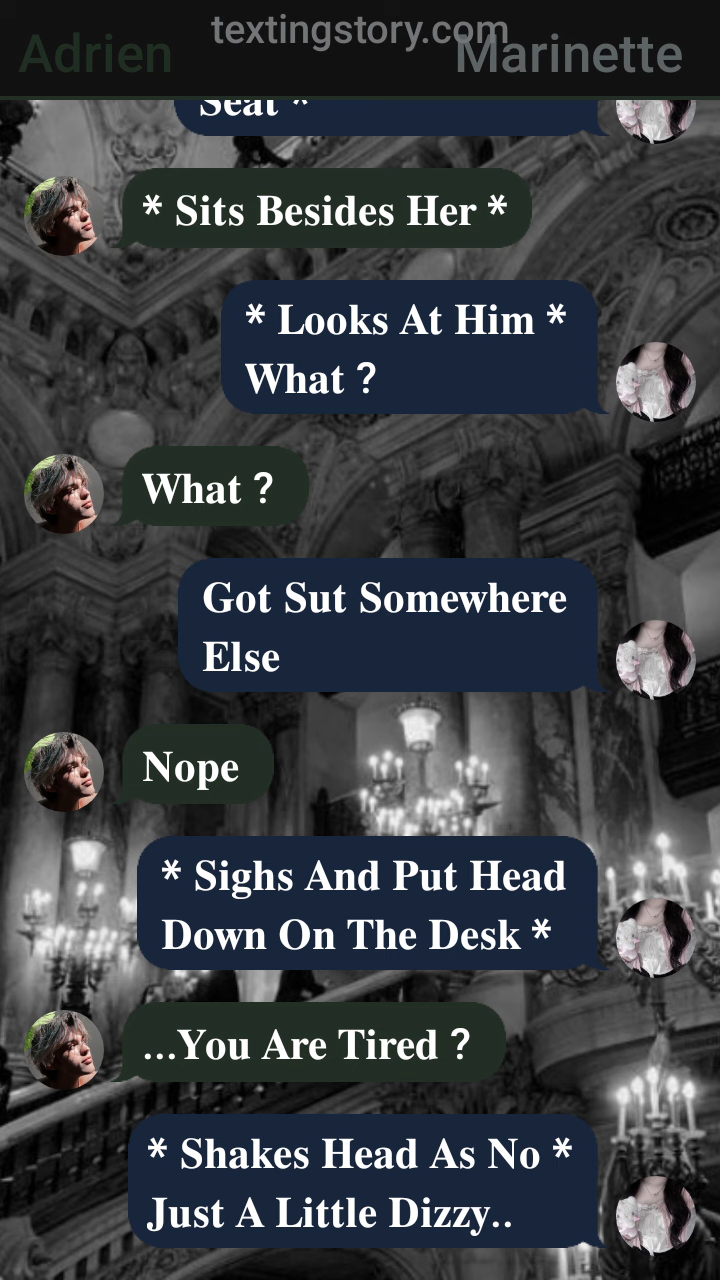 textingstory.com
Adrien
Marinette
Seat *
* Sits Besides Her *
* Looks At Him *
What ?
What ?
Got Sut Somewhere
Else
Nope
* Sighs And Put Head
Down On The Desk *
...You Are Tired ?
* Shakes Head As No *
Just A Little Dizzy..